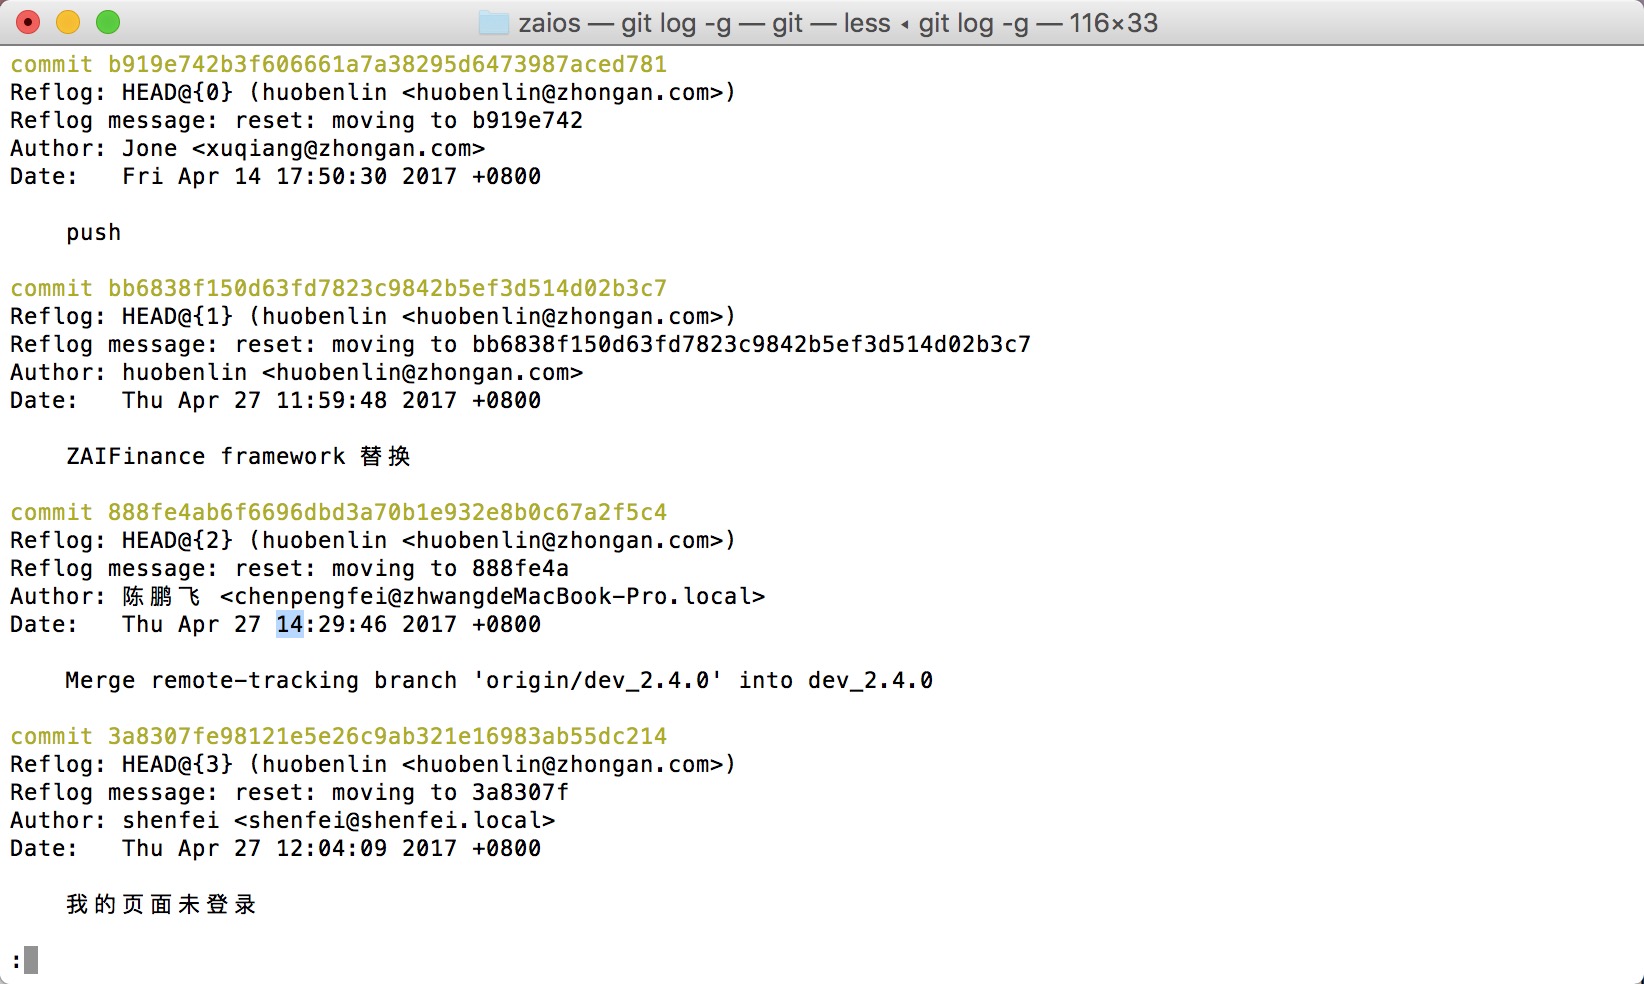 zaios — git log -g — git — less ◂ git log -g — 116×33
commit b919e742b3f606661a7a38295d6473987aced781
Reflog: HEAD@{0} (huobenlin <huobenlin@zhongan.com>)
Reflog message: reset: moving to b919e742
Author: Jone <xuqiang@zhongan.com>
Date:   Fri Apr 14 17:50:30 2017 +0800
push
commit bb6838f150d63fd7823c9842b5ef3d514d02b3c7
Reflog: HEAD@{1} (huobenlin <huobenlin@zhongan.com>)
Reflog message: reset: moving to bb6838f150d63fd7823c9842b5ef3d514d02b3c7
Author: huobenlin <huobenlin@zhongan.com>
Date:   Thu Apr 27 11:59:48 2017 +0800
ZAIFinance framework 替换
commit 888fe4ab6f6696dbd3a70b1e932e8b0c67a2f5c4
Reflog: HEAD@{2} (huobenlin <huobenlin@zhongan.com>)
Reflog message: reset: moving to 888fe4a
Author: 陈鹏飞 <chenpengfei@zhwangdeMacBook-Pro.local>
Date:   Thu Apr 27 14:29:46 2017 +0800
Merge remote-tracking branch 'origin/dev_2.4.0' into dev_2.4.0
commit 3a8307fe98121e5e26c9ab321e16983ab55dc214
Reflog: HEAD@{3} (huobenlin <huobenlin@zhongan.com>)
Reflog message: reset: moving to 3a8307f
Author: shenfei <shenfei@shenfei.local>
Date:   Thu Apr 27 12:04:09 2017 +0800
我的页面未登录
: